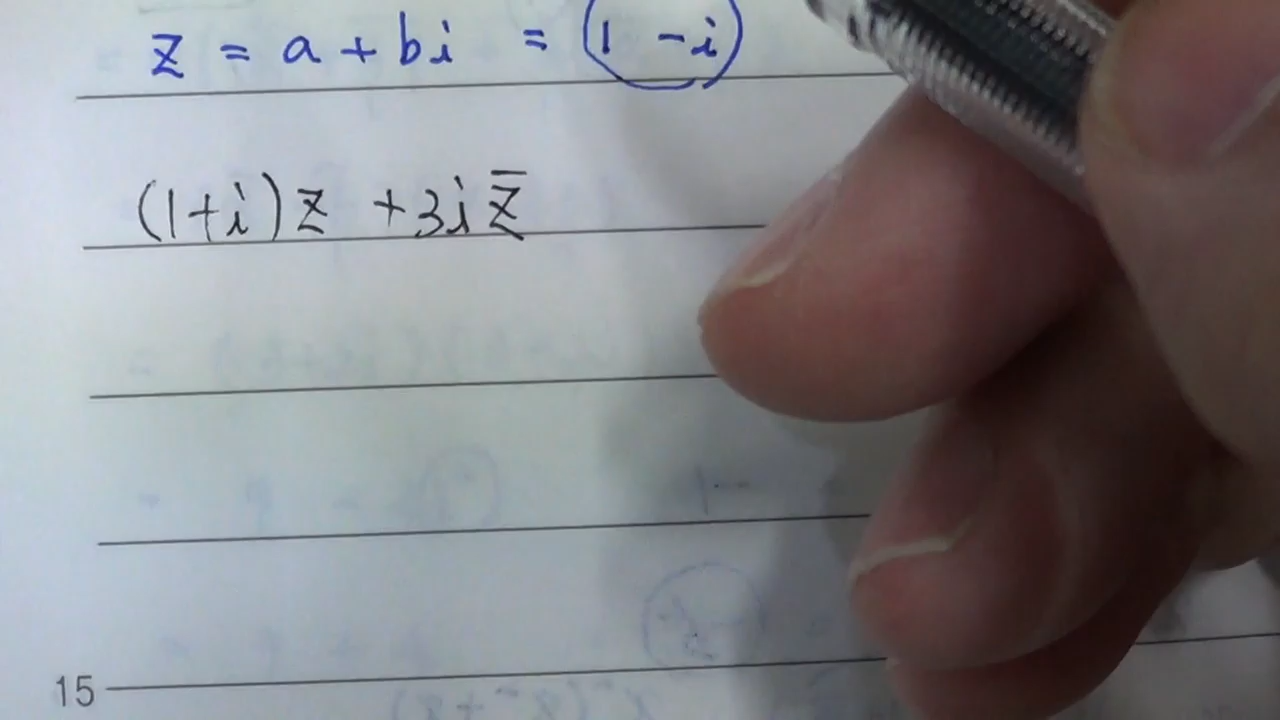 z = a + bi = (1 - i)
(1+i)z + 3i z̅
15